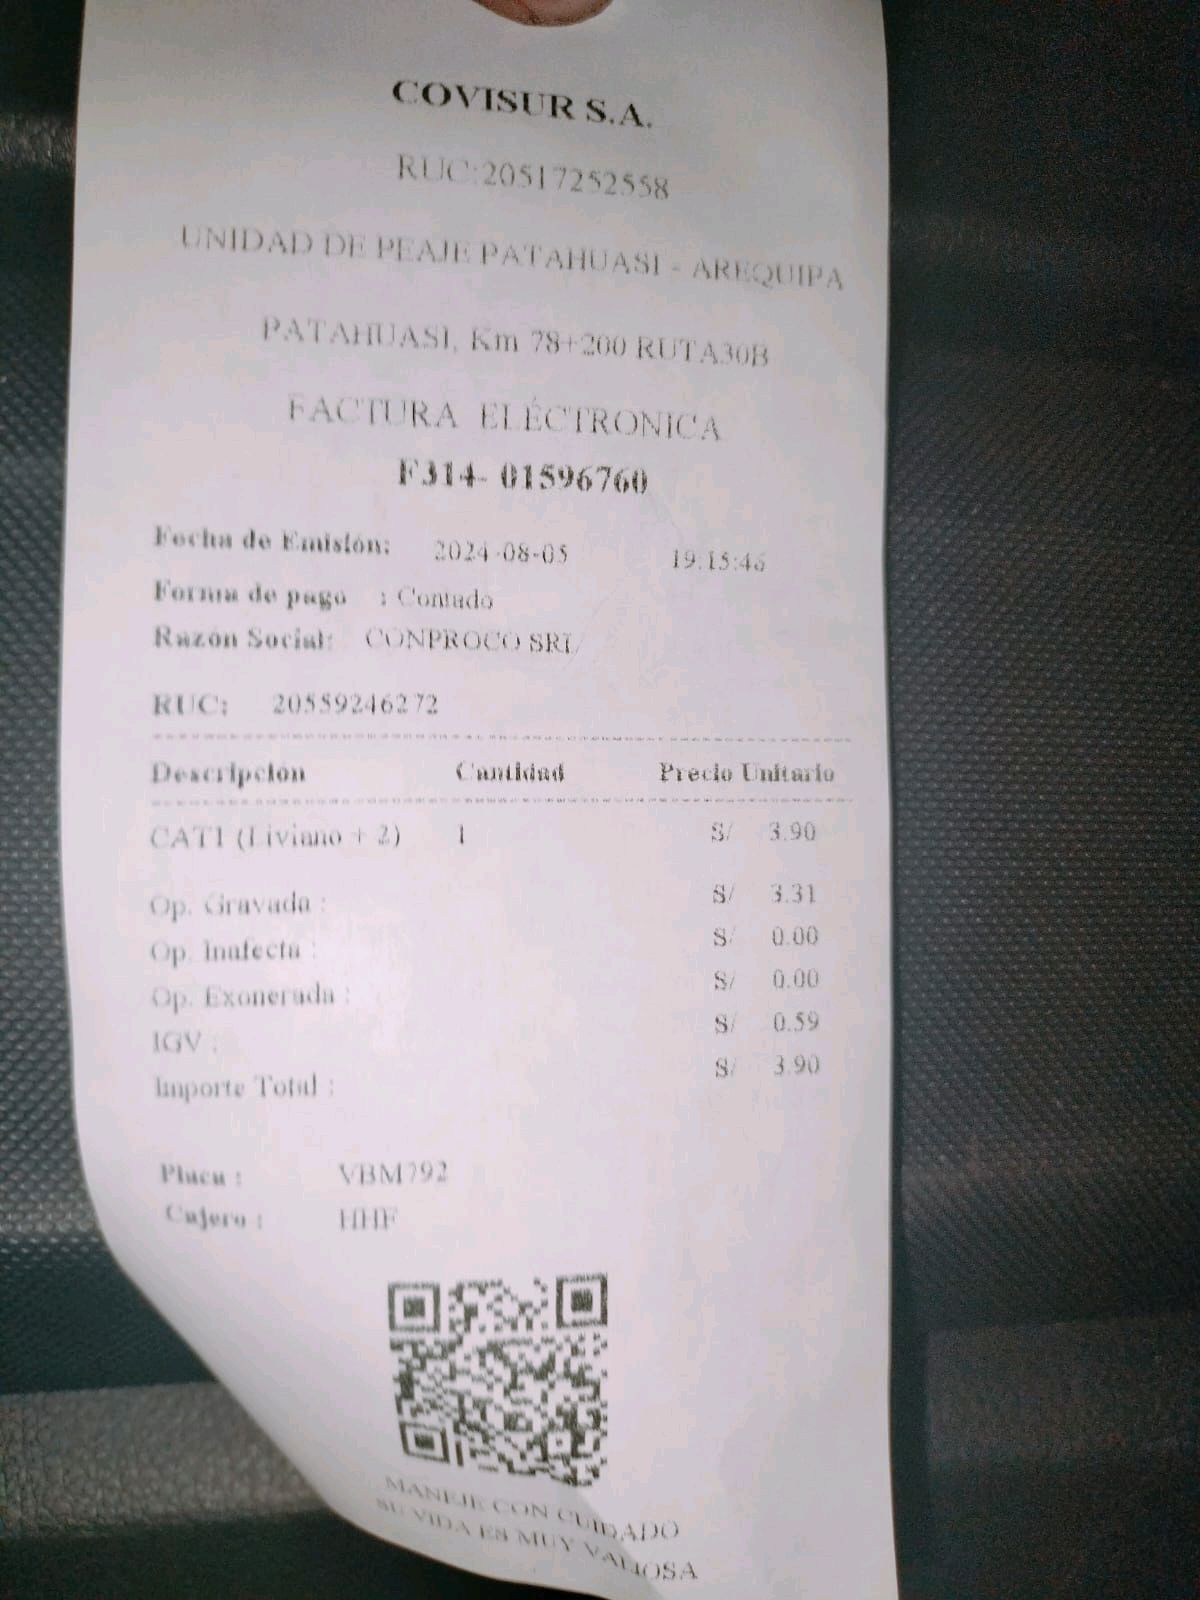 COVISUR S.A.
RUC:20517252558
UNIDAD DE PEAJE PATAHUASI - AREQUIPA
PATAHUASI, Km 78+200 RUTA30B
FACTURA ELÉCTRONICA
F314- 01596760
Fecha de Emisión: 2024-08-05 19:15:46
Forma de pago : Contado
Razón Social: CONPROCO SRL
RUC: 20559246272
Descripcion Cantidad Precio Unitario
CAT1 (Liviano + 2) 1 S/ 3.90
Op. Gravada : S/ 3.31
Op. Inafecta : S/ 0.00
Op. Exonerada : S/ 0.00
IGV : S/ 0.59
Importe Total : S/ 3.90
Placa : VBM792
Cajero : HHF
MANEJE CON CUIDADO
SU VIDA ES MUY VALIOSA